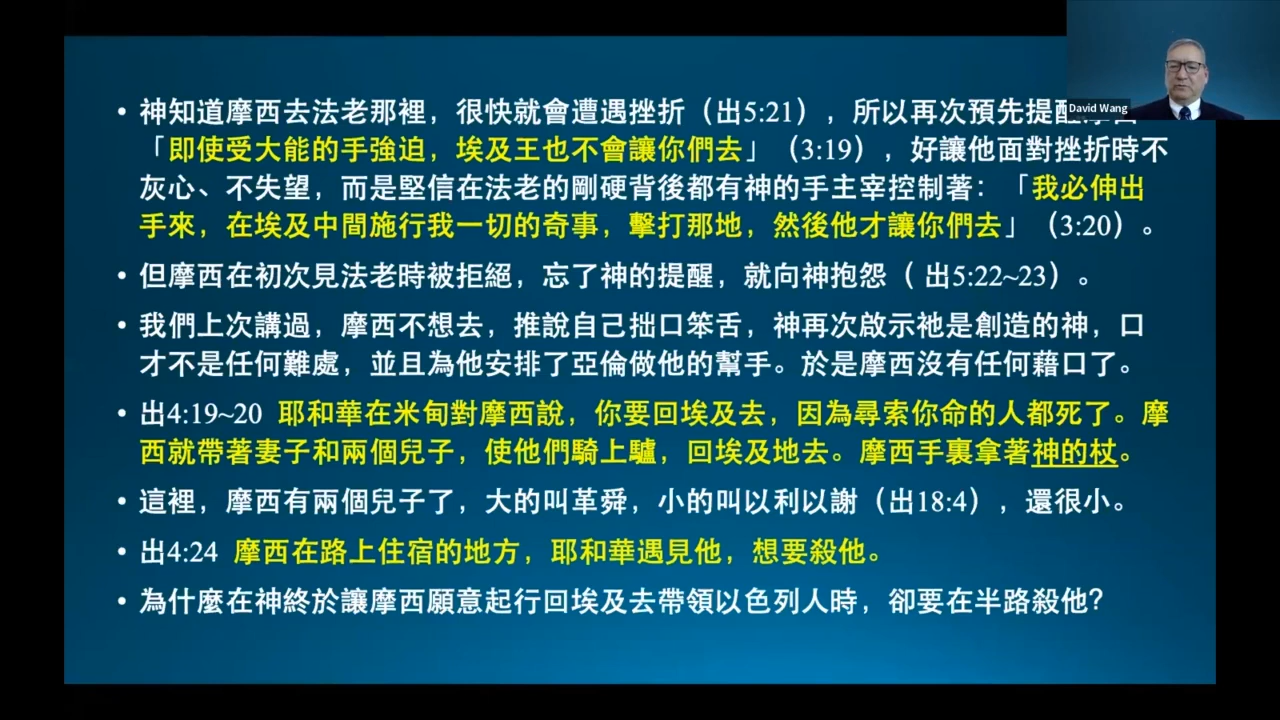 • 神知道摩西去法老那裡，很快就會遭遇挫折（出5:21），所以再次預先提醒
David Wang
「即使受大能的手強迫，埃及王也不會讓你們去」（3:19），好讓他面對挫折時不
灰心、不失望，而是堅信在法老的剛硬背後都有神的手主宰控制著：「我必伸出
手來，在埃及中間施行我一切的奇事，擊打那地，然後他才讓你們去」（3:20）。
• 但摩西在初次見法老時被拒絕，忘了神的提醒，就向神抱怨（ 出5:22~23）。
• 我們上次講過，摩西不想去，推說自己拙口笨舌，神再次啟示祂是創造的神，口
才不是任何難處，並且為他安排了亞倫做他的幫手。於是摩西沒有任何藉口了。
• 出4:19~20 耶和華在米甸對摩西說，你要回埃及去，因為尋索你命的人都死了。摩
西就帶著妻子和兩個兒子，使他們騎上驢，回埃及地去。摩西手裏拿著神的杖。
• 這裡，摩西有兩個兒子了，大的叫革舜，小的叫以利以謝（出18:4），還很小。
• 出4:24 摩西在路上住宿的地方，耶和華遇見他，想要殺他。
• 為什麼在神終於讓摩西願意起行回埃及去帶領以色列人時，卻要在半路殺他？